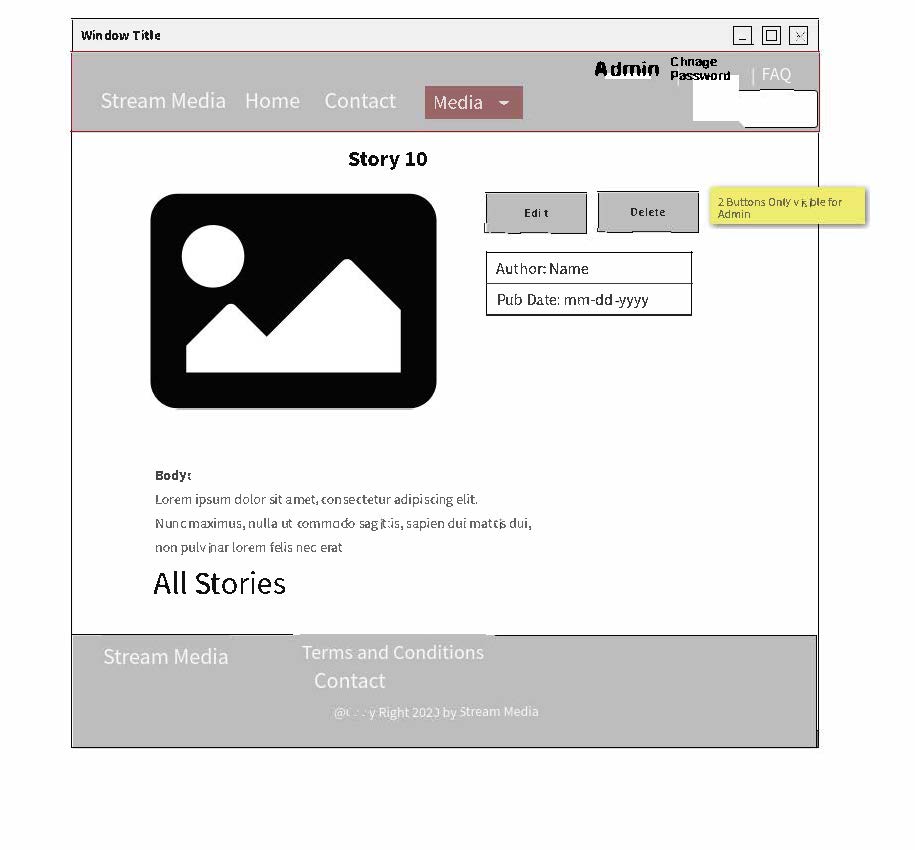 Window Title
Admin
Chnage
Password
| FAQ
Stream Media Home Contact Media
Story 10
Edit Delete
2 Buttons Only visible for
Admin
Author: Name
Pub Date: mm-dd-yyyy
Body:
Lorem ipsum dolor sit amet, consectetur adipiscing elit.
Nunc maximus, nulla ut commodo sagittis, sapien dui mattis dui,
non pulvinar lorem felis nec erat
All Stories
Stream Media
Terms and Conditions
Contact
y Right 2020 by Stream Media